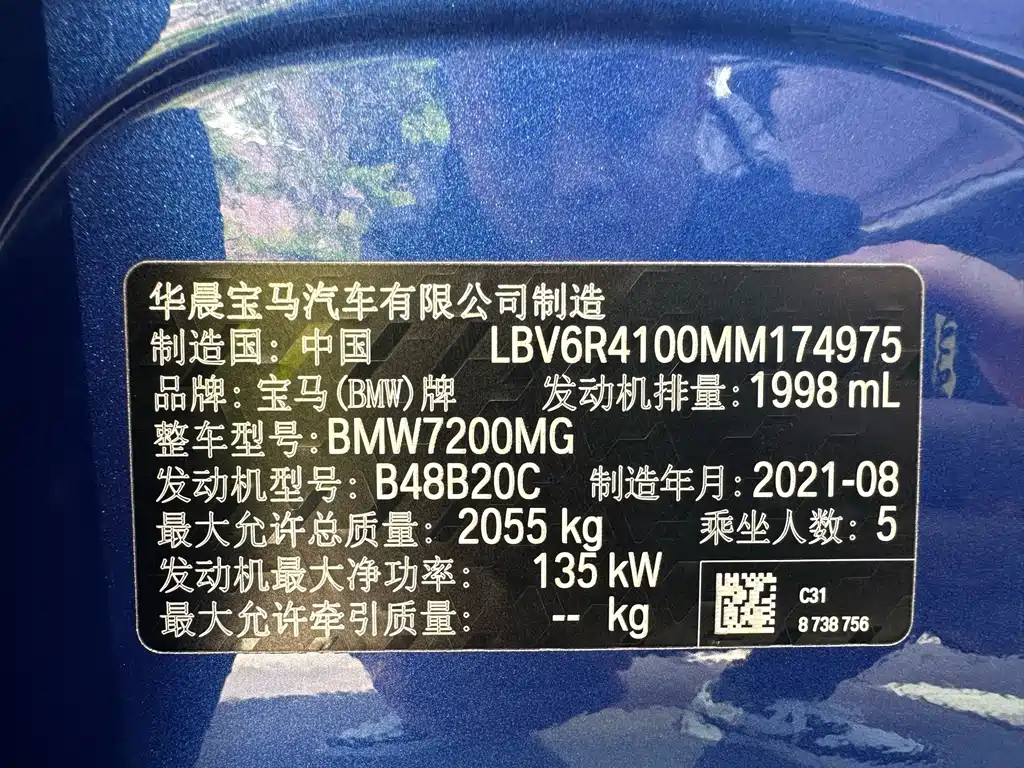 华晨宝马汽车有限公司制造
制造国: 中国 LBV6R4100MM174975
品牌: 宝马(BMW)牌 发动机排量: 1998 mL
整车型号: BMW7200MG
发动机型号: B48B20C 制造年月: 2021-08
最大允许总质量: 2055 kg 乘坐人数: 5
发动机最大净功率: 135 kW
最大允许牵引质量: -- kg
C31
8 738 756